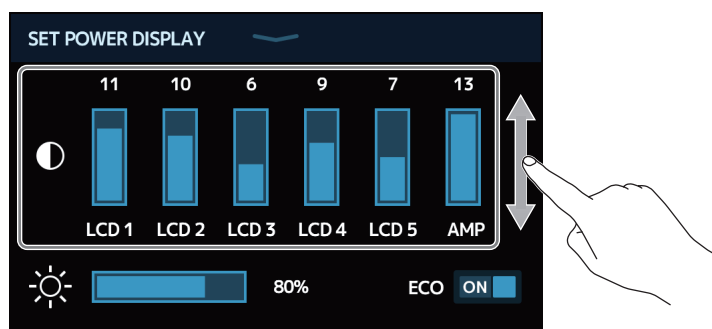 SET POWER DISPLAY
11 10 6 9 7 13
LCD 1 LCD 2 LCD 3 LCD 4 LCD 5 AMP
80% ECO ON